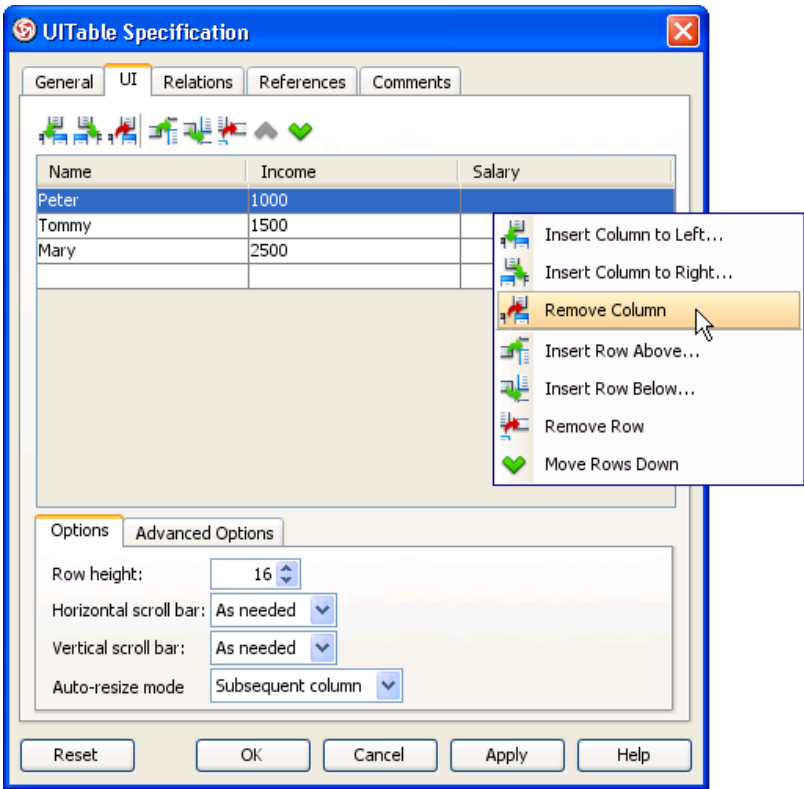 UITable Specification
General UI Relations References Comments
Name Income Salary
Peter 1000
Tommy 1500
Mary 2500
Insert Column to Left...
Insert Column to Right...
Remove Column
Insert Row Above...
Insert Row Below...
Remove Row
Move Rows Down
Options Advanced Options
Row height: 16
Horizontal scroll bar: As needed
Vertical scroll bar: As needed
Auto-resize mode Subsequent column
Reset OK Cancel Apply Help